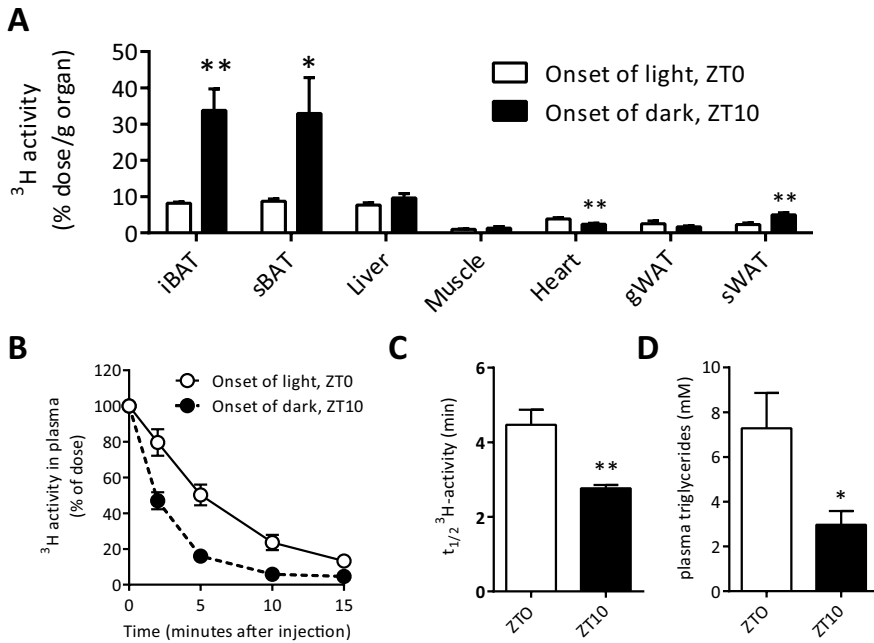 A
³H activity
(% dose/g organ)
50
40
30
20
10
0
** * ** **
Onset of light, ZT0
Onset of dark, ZT10
iBAT sBAT Liver Muscle Heart gWAT sWAT
B
³H activity in plasma
(% of dose)
120
100
80
60
40
20
0
Onset of light, ZT0
Onset of dark, ZT10
0 5 10 15
Time (minutes after injection)
C
t1/2 ³H-activity (min)
6
4
2
0
**
ZT0 ZT10
D
plasma triglycerides (mM)
10
8
6
4
2
0
*
ZT0 ZT10